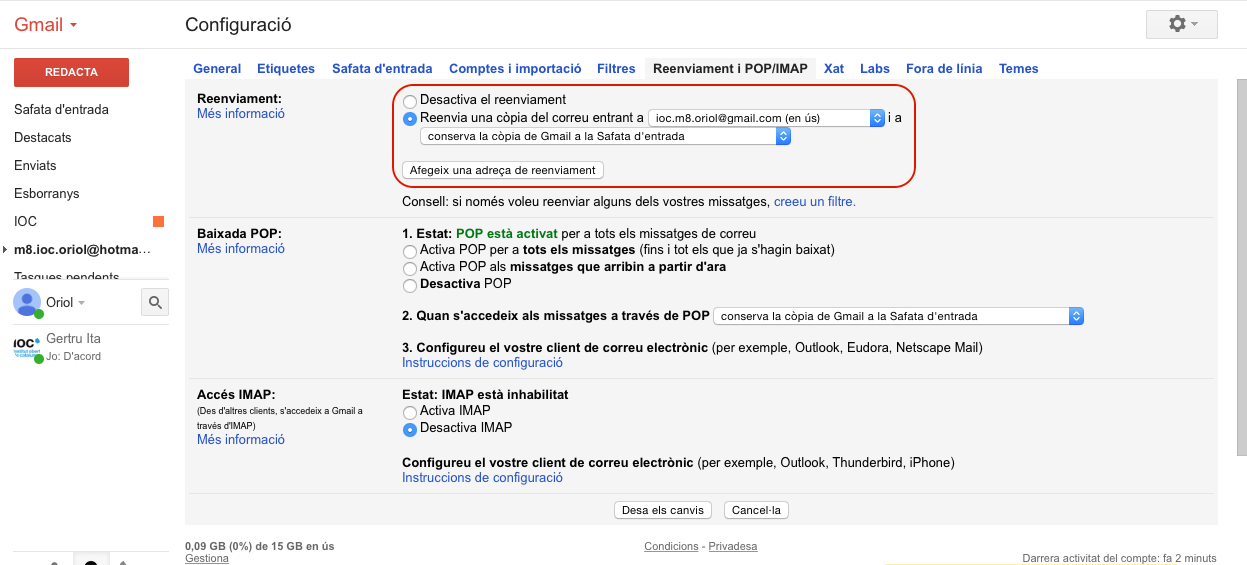 Gmail
Configuració
REDACTA
Safata d'entrada
Destacats
Enviats
Esborranys
IOC
m8.ioc.oriol@hotma…
Tasques pendents
Oriol
Gertru Ita
Jo: D'acord
ioc
General Etiquetes Safata d'entrada Comptes i importació Filtres Reenviament i POP/IMAP Xat Labs Fora de línia Temes
Reenviament:
Més informació
Desactiva el reenviament
Reenvia una còpia del correu entrant a ioc.m8.oriol@gmail.com (en ús) i a
conserva la còpia de Gmail a la Safata d'entrada
Afegeix una adreça de reenviament
Consell: si només voleu reenviar alguns dels vostres missatges, creeu un filtre.
Baixada POP:
Més informació
1. Estat: POP està activat per a tots els missatges de correu
Activa POP per a tots els missatges (fins i tot els que ja s'hagin baixat)
Activa POP als missatges que arribin a partir d'ara
Desactiva POP
2. Quan s'accedeix als missatges a través de POP conserva la còpia de Gmail a la Safata d'entrada
3. Configureu el vostre client de correu electrònic (per exemple, Outlook, Eudora, Netscape Mail)
Instruccions de configuració
Accés IMAP:
(Des d'altres clients, s'accedeix a Gmail a
través d'IMAP)
Més informació
Estat: IMAP està inhabilitat
Activa IMAP
Desactiva IMAP
Configureu el vostre client de correu electrònic (per exemple, Outlook, Thunderbird, iPhone)
Instruccions de configuració
Desa els canvis Cancel·la
0,09 GB (0%) de 15 GB en ús
Gestiona
Condicions - Privadesa
Darrera activitat del compte: fa 2 minuts